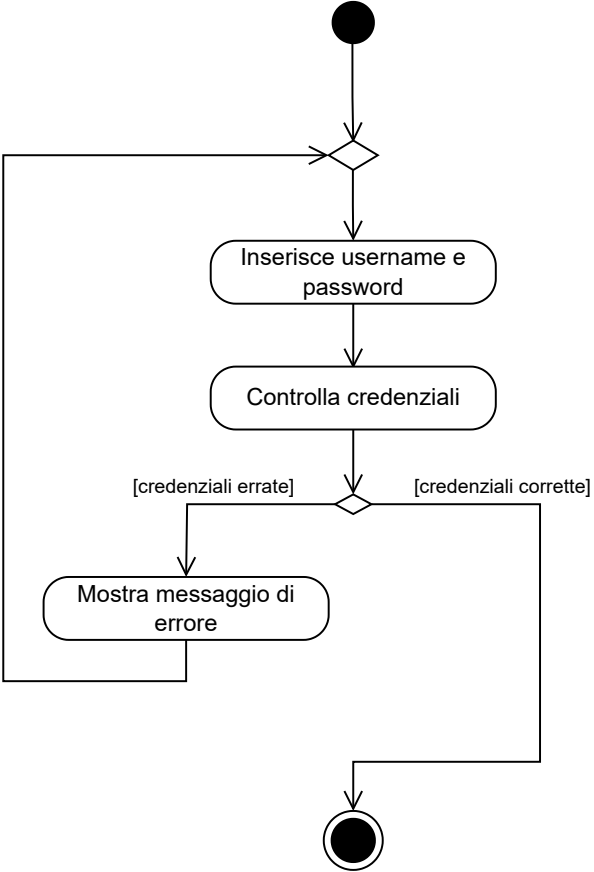 Inserisce username e
password
Controlla credenziali
[credenziali errate]
[credenziali corrette]
Mostra messaggio di
errore